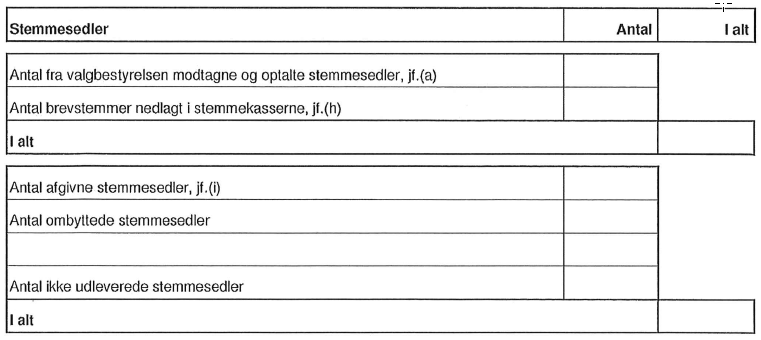 Stemmesedler Antal I alt
Antal fra valgbestyrelsen modtagne og optalte stemmesedler, jf.(a)
Antal brevstemmer nedlagt i stemmekasserne, jf.(h)
I alt
Antal afgivne stemmesedler, jf.(i)
Antal ombyttede stemmesedler
Antal ikke udleverede stemmesedler
I alt